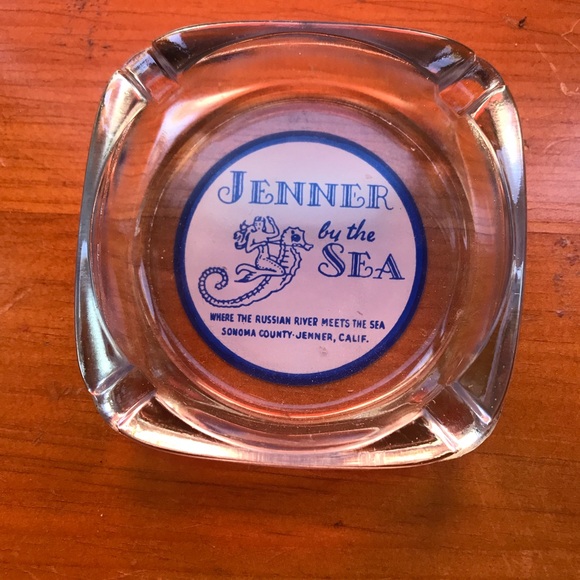 JENNER
by the
SEA
WHERE THE RUSSIAN RIVER MEETS THE SEA
SONOMA COUNTY·JENNER, CALIF.